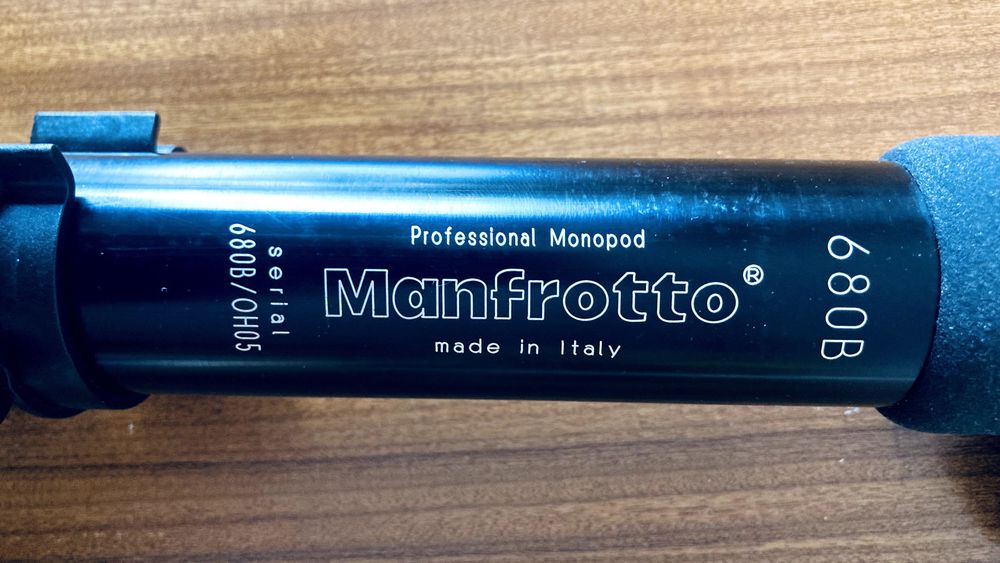 Professional Monopod
Manfrotto®
made in Italy
serial
680B/OH05
680B